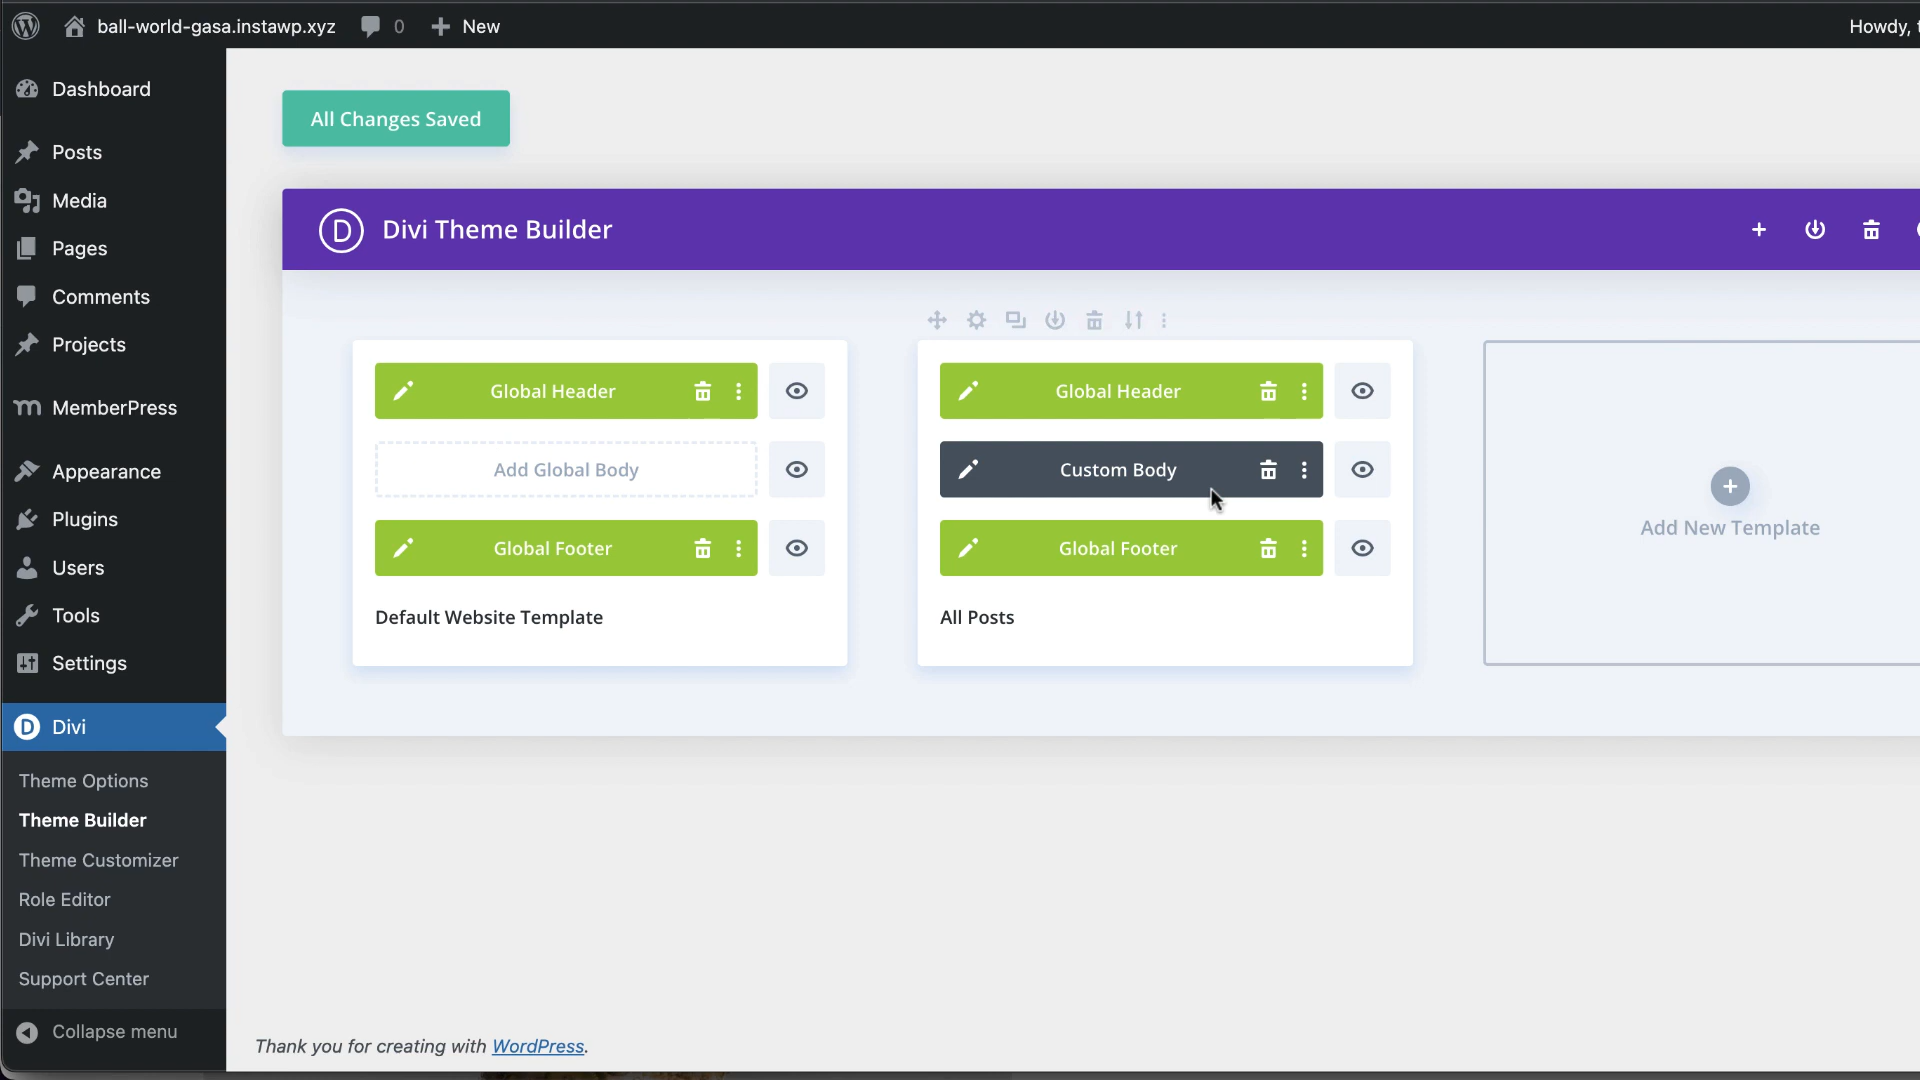 ball-world-gasa.instawp.xyz
0
New
Howdy,
Dashboard
Posts
Media
Pages
Comments
Projects
MemberPress
Appearance
Plugins
Users
Tools
Settings
Divi
Theme Options
Theme Builder
Theme Customizer
Role Editor
Divi Library
Support Center
Collapse menu
All Changes Saved
D Divi Theme Builder
Global Header
Add Global Body
Global Footer
Default Website Template
Global Header
Custom Body
Global Footer
All Posts
Add New Template
Thank you for creating with WordPress.